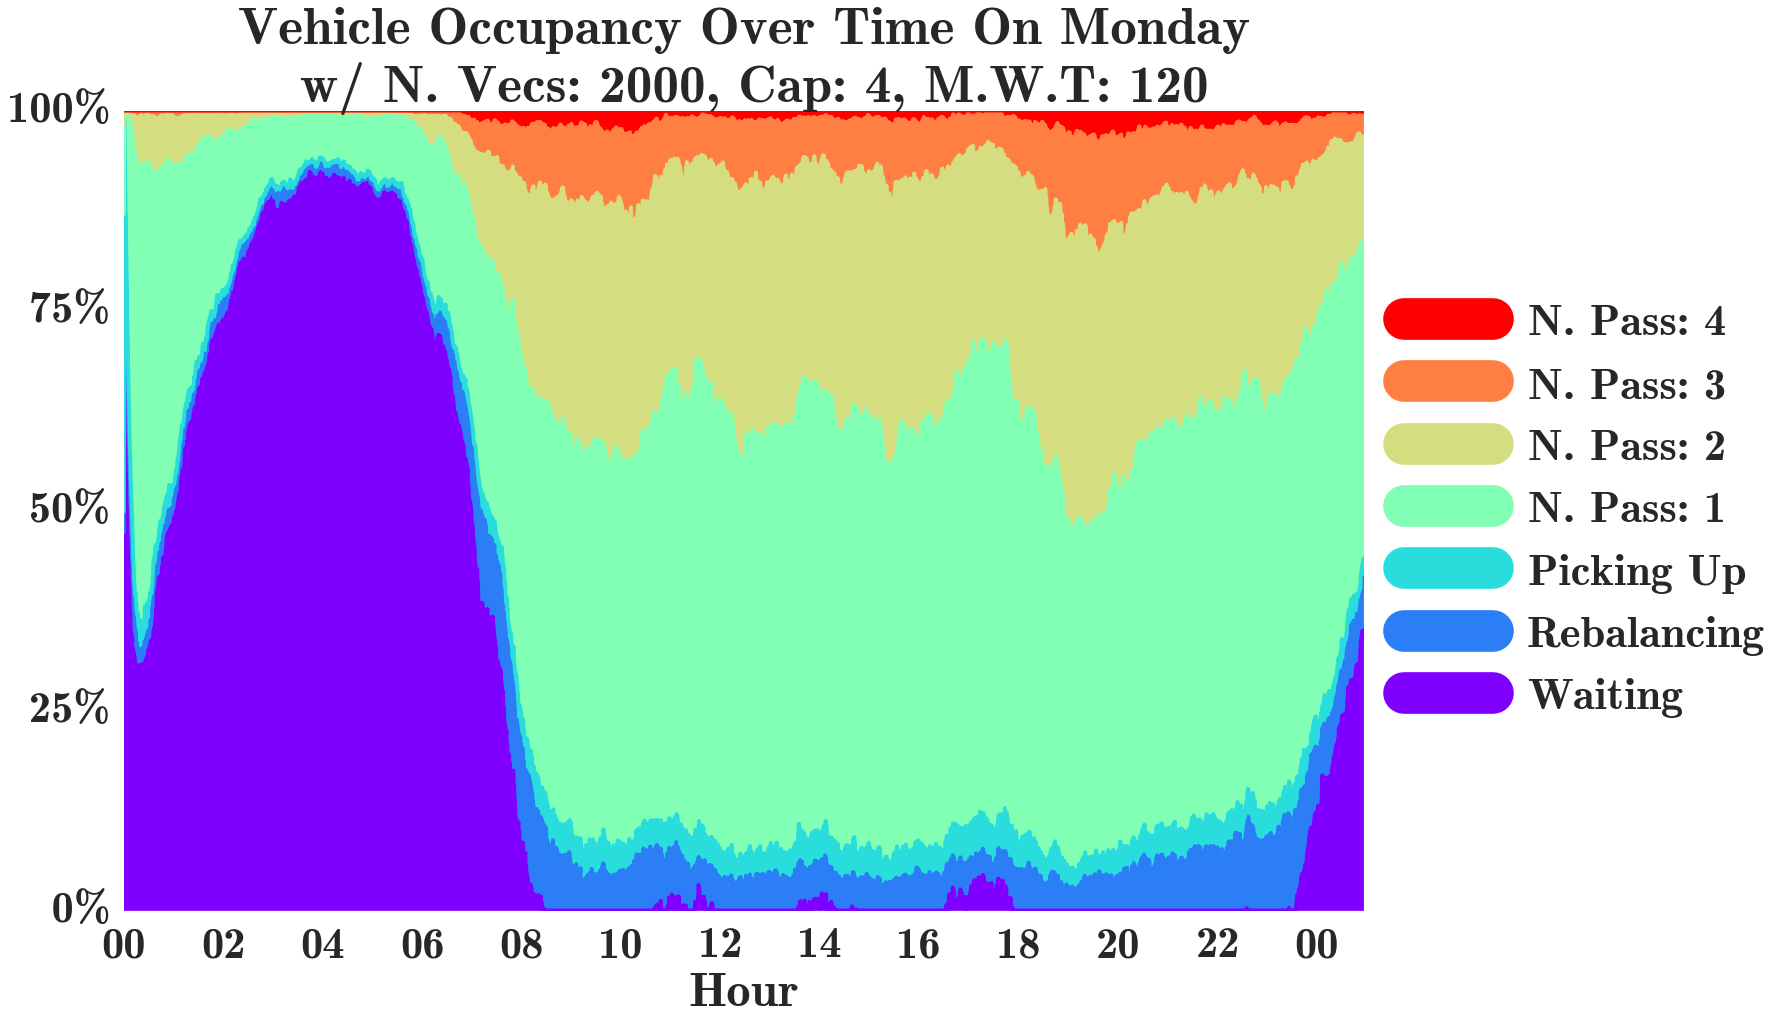 Vehicle Occupancy Over Time On Monday
w/ N. Vecs: 2000, Cap: 4, M.W.T: 120
100%
75%
50%
25%
0%
00 02 04 06 08 10 12 14 16 18 20 22 00
Hour
N. Pass: 4
N. Pass: 3
N. Pass: 2
N. Pass: 1
Picking Up
Rebalancing
Waiting